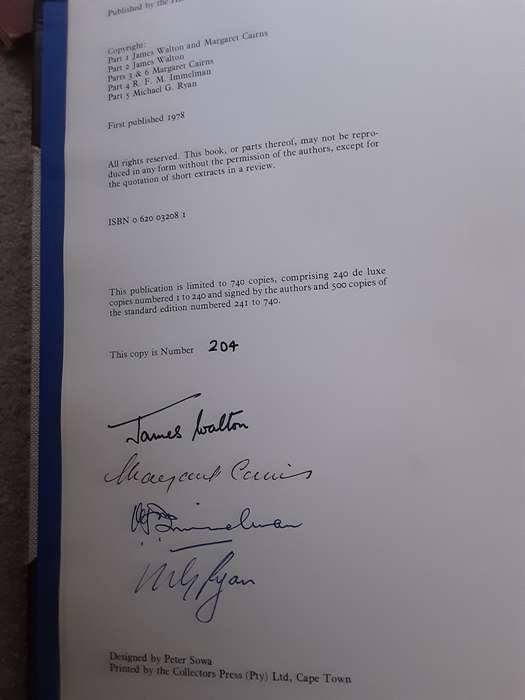 Published by the
Copyright:
Part 1 James Walton and Margaret Cairns
Part 2 James Walton
Parts 3 & 6 Margaret Cairns
Part 4 R. F. M. Immelman
Part 5 Michael G. Ryan
First published 1978
All rights reserved. This book, or parts thereof, may not be repro-
duced in any form without the permission of the authors, except for
the quotation of short extracts in a review.
ISBN 0 620 03208 1
This publication is limited to 740 copies, comprising 240 de luxe
copies numbered 1 to 240 and signed by the authors and 500 copies of
the standard edition numbered 241 to 740.
This copy is Number 204
James Walton
Margaret Cairns
Immelman
M G Ryan
Designed by Peter Sowa
Printed by the Collectors Press (Pty) Ltd, Cape Town